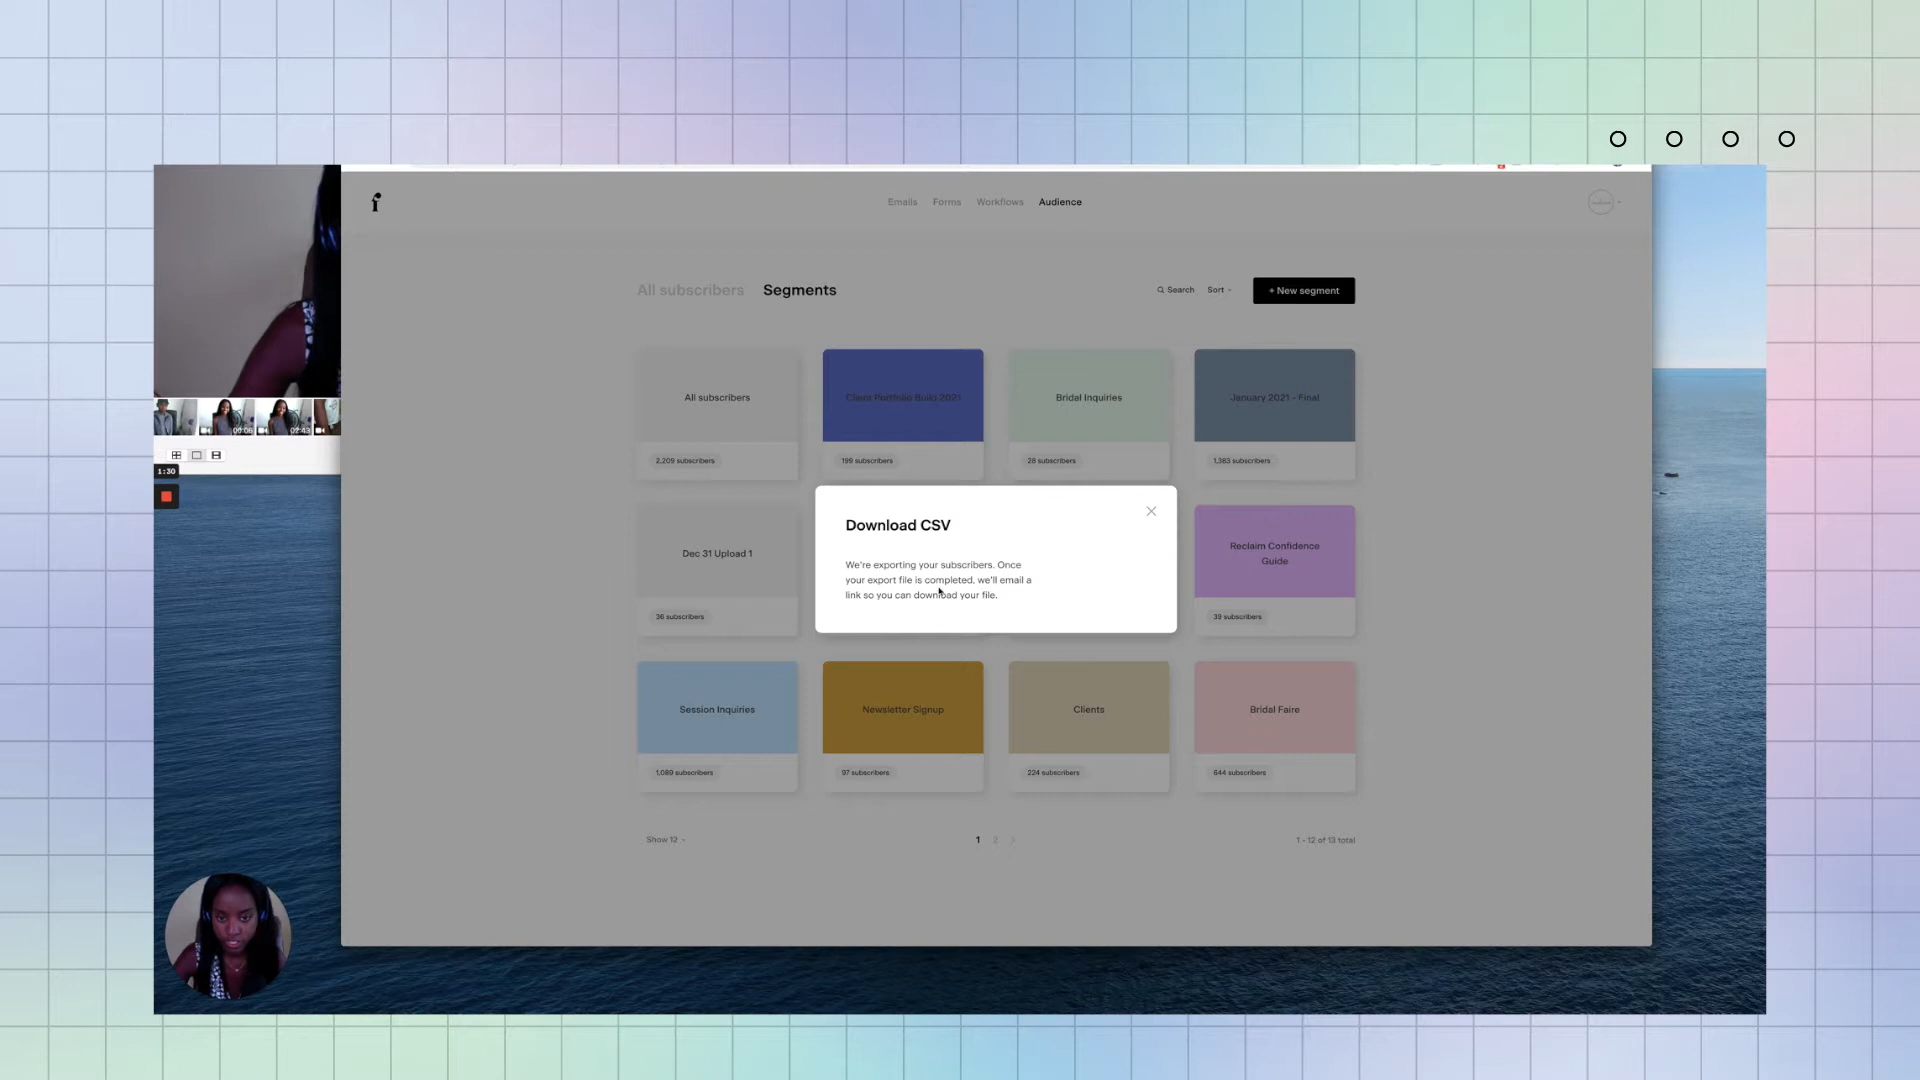 Emails Forms Workflows Audience
All subscribers Segments
Search Sort + New segment
All subscribers
Client Portfolio Build 2021
Bridal Inquiries
January 2021 - Final
2,209 subscribers
199 subscribers
28 subscribers
1,383 subscribers
00:06
02:43
1:30
Dec 31 Upload 1
36 subscribers
Download CSV
We're exporting your subscribers. Once
your export file is completed, we'll email a
link so you can download your file.
Reclaim Confidence
Guide
39 subscribers
Session Inquiries
Newsletter Signup
Clients
Bridal Faire
1,089 subscribers
97 subscribers
224 subscribers
644 subscribers
Show 12
1 2
1 - 12 of 13 total